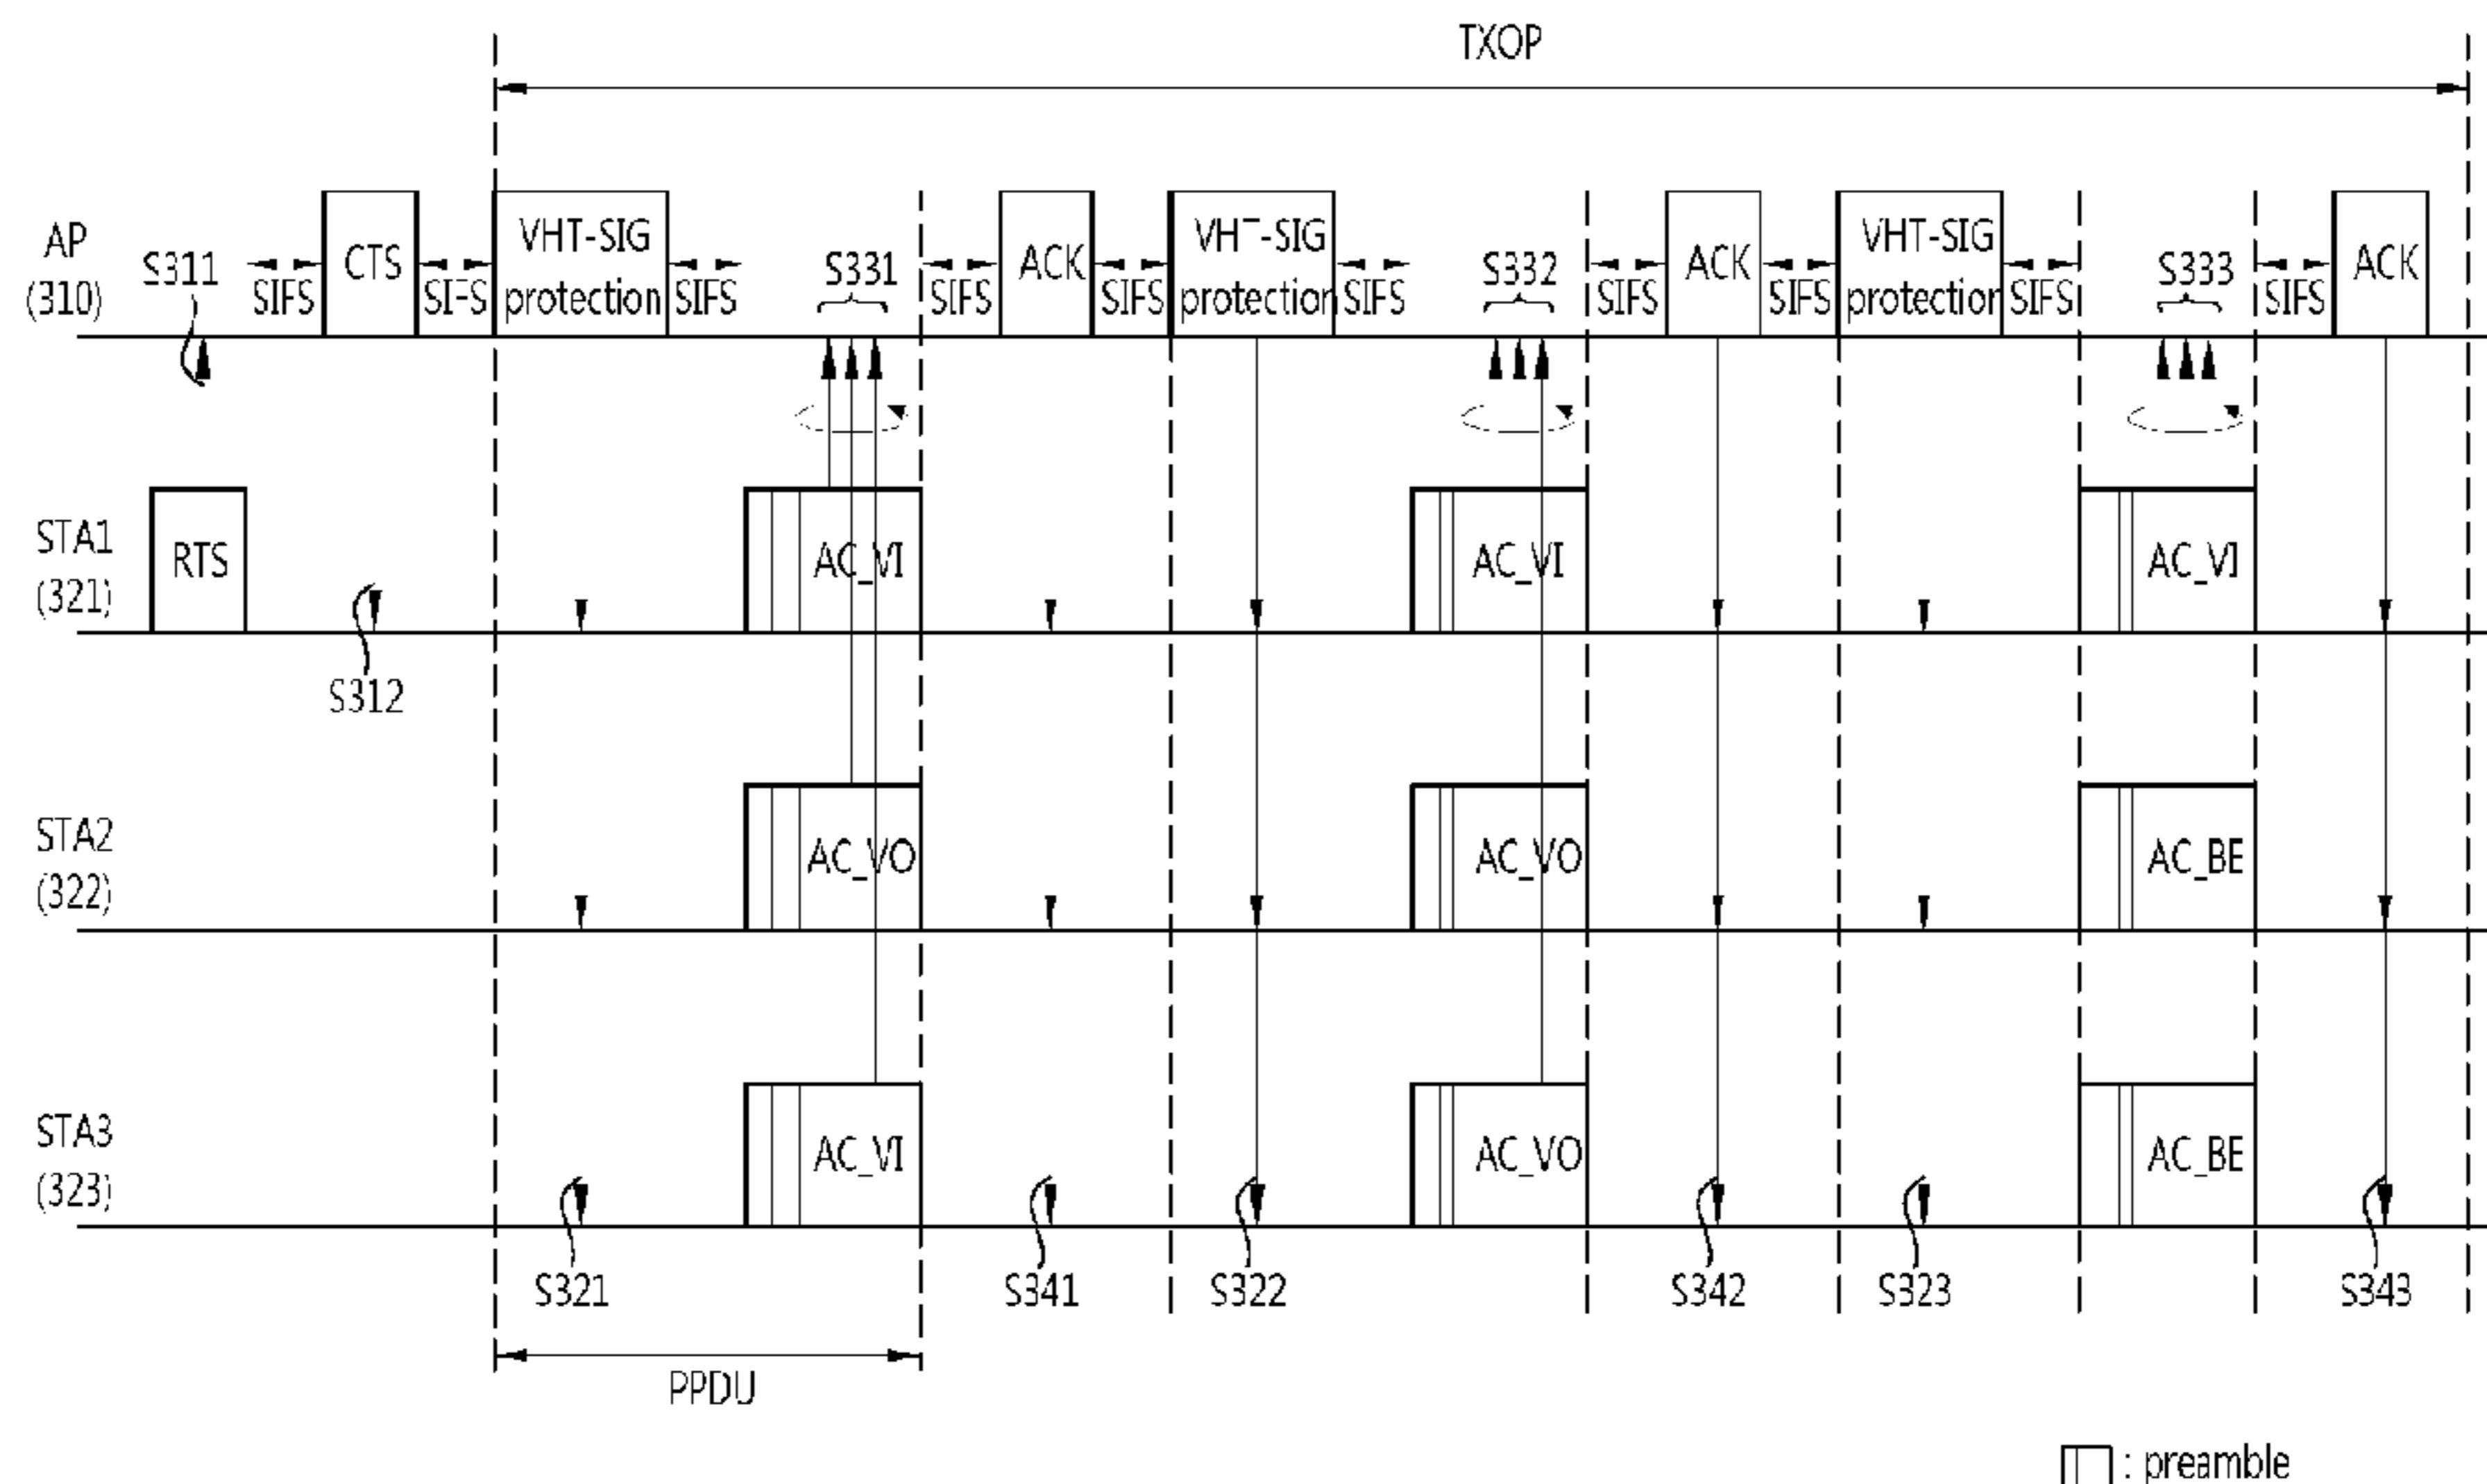 TXOP
AP
(310)
S311
SIFS
CTS
SIFS
VHT-SIG
protection
SIFS
S331
SIFS
ACK
SIFS
VHT-SIG
protection
SIFS
S332
SIFS
ACK
SIFS
VHT-SIG
protection
SIFS
S333
SIFS
ACK
STA1
(321)
RTS
S312
AC_VI
AC_VI
AC_VI
STA2
(322)
AC_VO
AC_VO
AC_BE
STA3
(323)
AC_VI
AC_VO
AC_BE
S321
S341
S322
S342
S323
S343
PPDU
: preamble